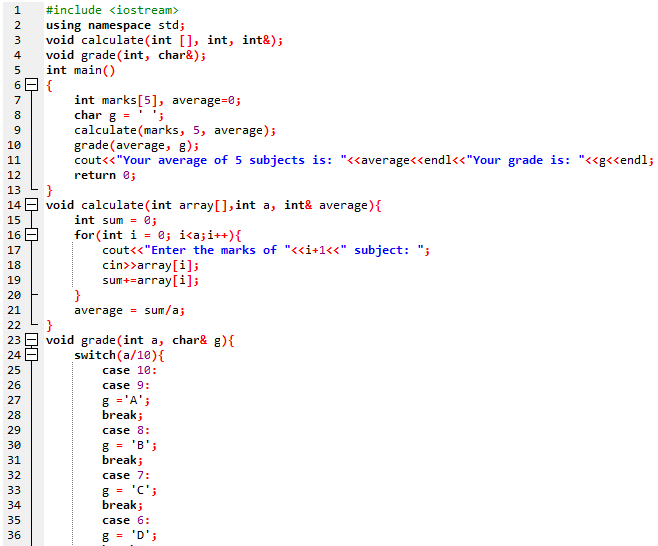 1 #include <iostream>
2 using namespace std;
3 void calculate(int [], int, int&);
4 void grade(int, char&);
5 int main()
6 {
7 int marks[5], average=0;
8 char g = ' ';
9 calculate(marks, 5, average);
10 grade(average, g);
11 cout<<"Your average of 5 subjects is: "<<average<<endl<<"Your grade is: "<<g<<endl;
12 return 0;
13 }
14 void calculate(int array[],int a, int& average){
15 int sum = 0;
16 for(int i = 0; i<a;i++){
17 cout<<"Enter the marks of "<<i+1<<" subject: ";
18 cin>>array[i];
19 sum+=array[i];
20 }
21 average = sum/a;
22 }
23 void grade(int a, char& g){
24 switch(a/10){
25 case 10:
26 case 9:
27 g ='A';
28 break;
29 case 8:
30 g = 'B';
31 break;
32 case 7:
33 g = 'C';
34 break;
35 case 6:
36 g = 'D';